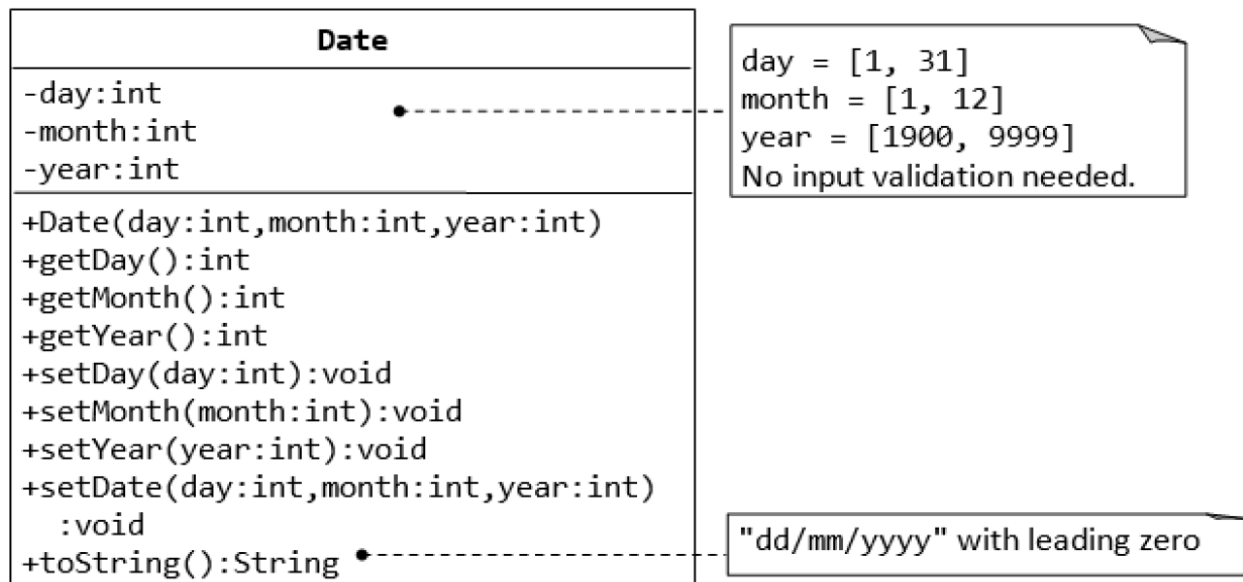 Date
-day:int
-month:int
-year:int
day = [1, 31]
month = [1, 12]
year = [1900, 9999]
No input validation needed.
+Date(day:int,month:int,year:int)
+getDay():int
+getMonth():int
+getYear():int
+setDay(day:int):void
+setMonth(month:int):void
+setYear(year:int):void
+setDate(day:int,month:int,year:int)
:void
+toString():String
"dd/mm/yyyy" with leading zero